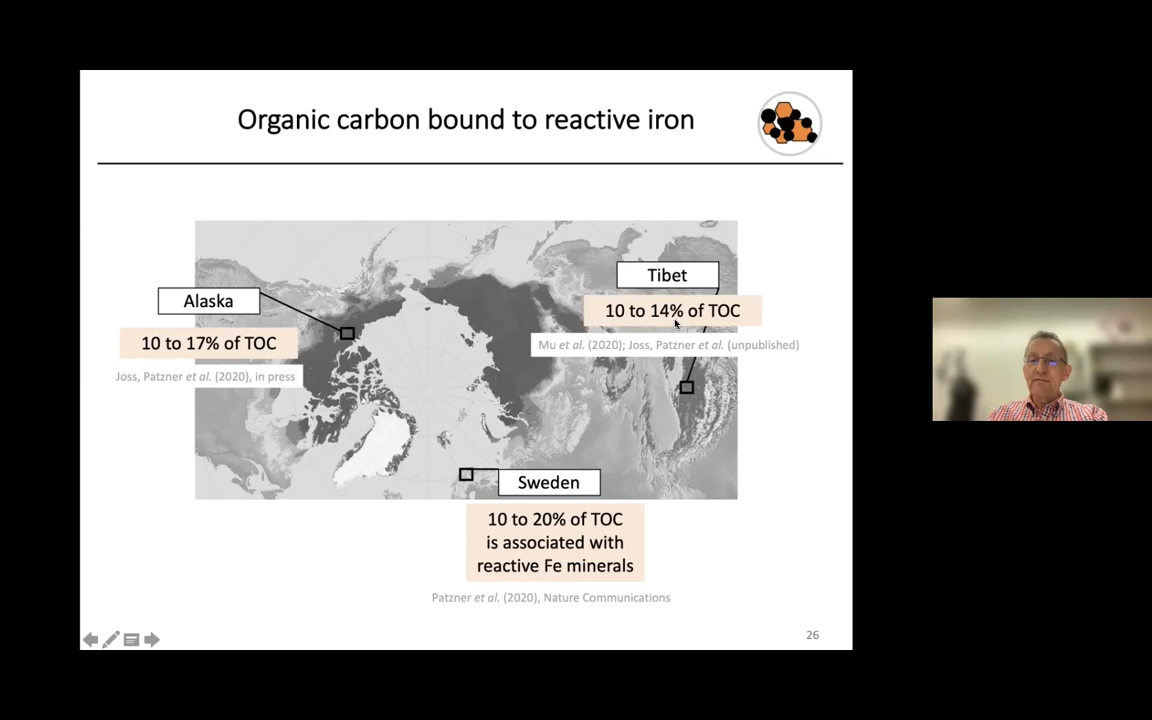 Organic carbon bound to reactive iron
Tibet
Alaska
10 to 14% of TOC
10 to 17% of TOC
Mu et al. (2020); Joss, Patzner et al. (unpublished)
Joss, Patzner et al. (2020), in press
Sweden
10 to 20% of TOC
is associated with
reactive Fe minerals
Patzner et al. (2020), Nature Communications
26